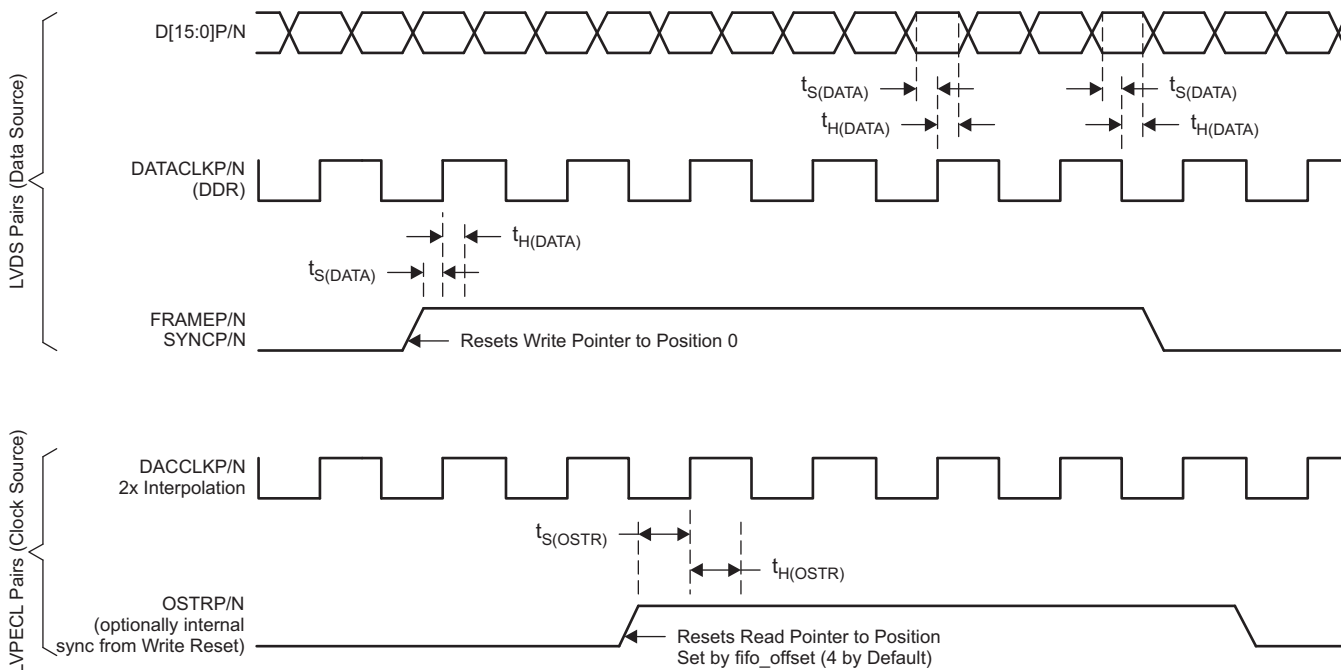 LVDS Pairs (Data Source)
D[15:0]P/N
tS(DATA)
tS(DATA)
tH(DATA)
tH(DATA)
DATACLKP/N
(DDR)
tH(DATA)
tS(DATA)
FRAMEP/N
SYNCP/N
Resets Write Pointer to Position 0
LVPECL Pairs (Clock Source)
DACCLKP/N
2x Interpolation
tS(OSTR)
tH(OSTR)
OSTRP/N
(optionally internal
sync from Write Reset)
Resets Read Pointer to Position
Set by fifo_offset (4 by Default)